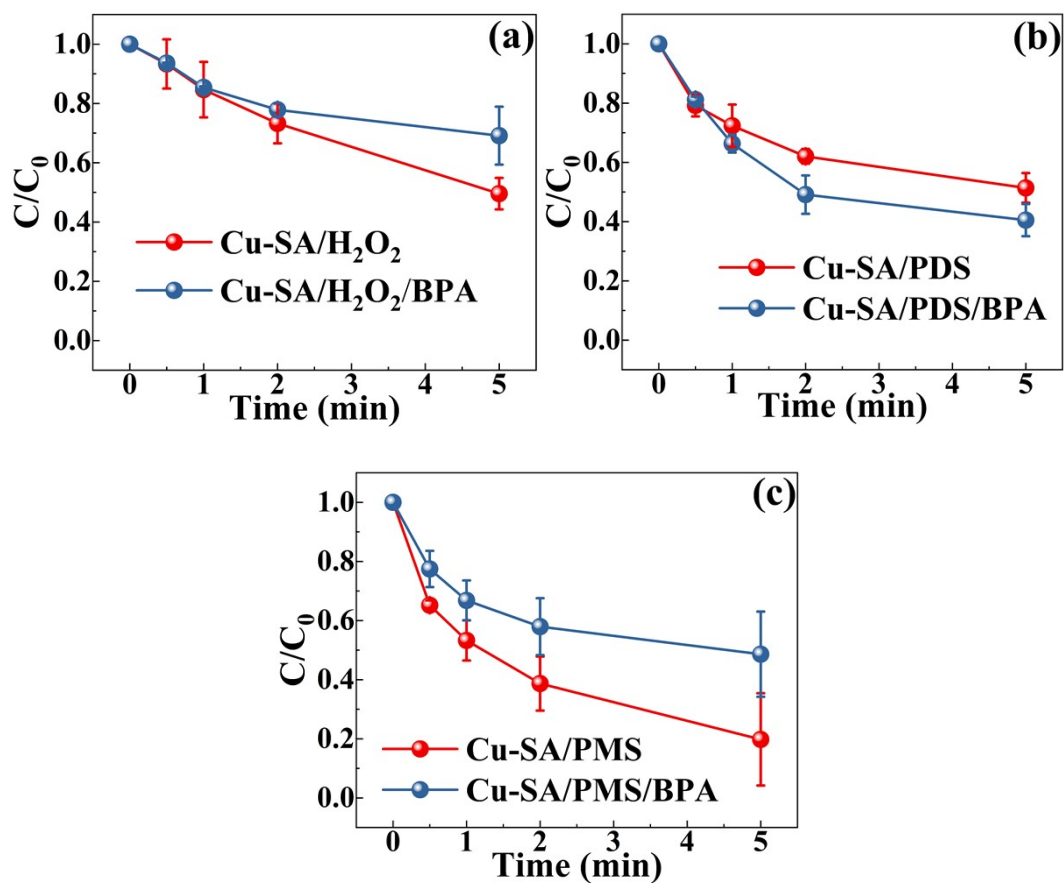 (a)
1.0
0.8
0.6
0.4
0.2
0.0
C/C₀
Cu-SA/H₂O₂
Cu-SA/H₂O₂/BPA
0 1 2 3 4 5
Time (min)
(b)
1.0
0.8
0.6
0.4
0.2
0.0
C/C₀
Cu-SA/PDS
Cu-SA/PDS/BPA
0 1 2 3 4 5
Time (min)
(c)
1.0
0.8
0.6
0.4
0.2
0.0
C/C₀
Cu-SA/PMS
Cu-SA/PMS/BPA
0 1 2 3 4 5
Time (min)